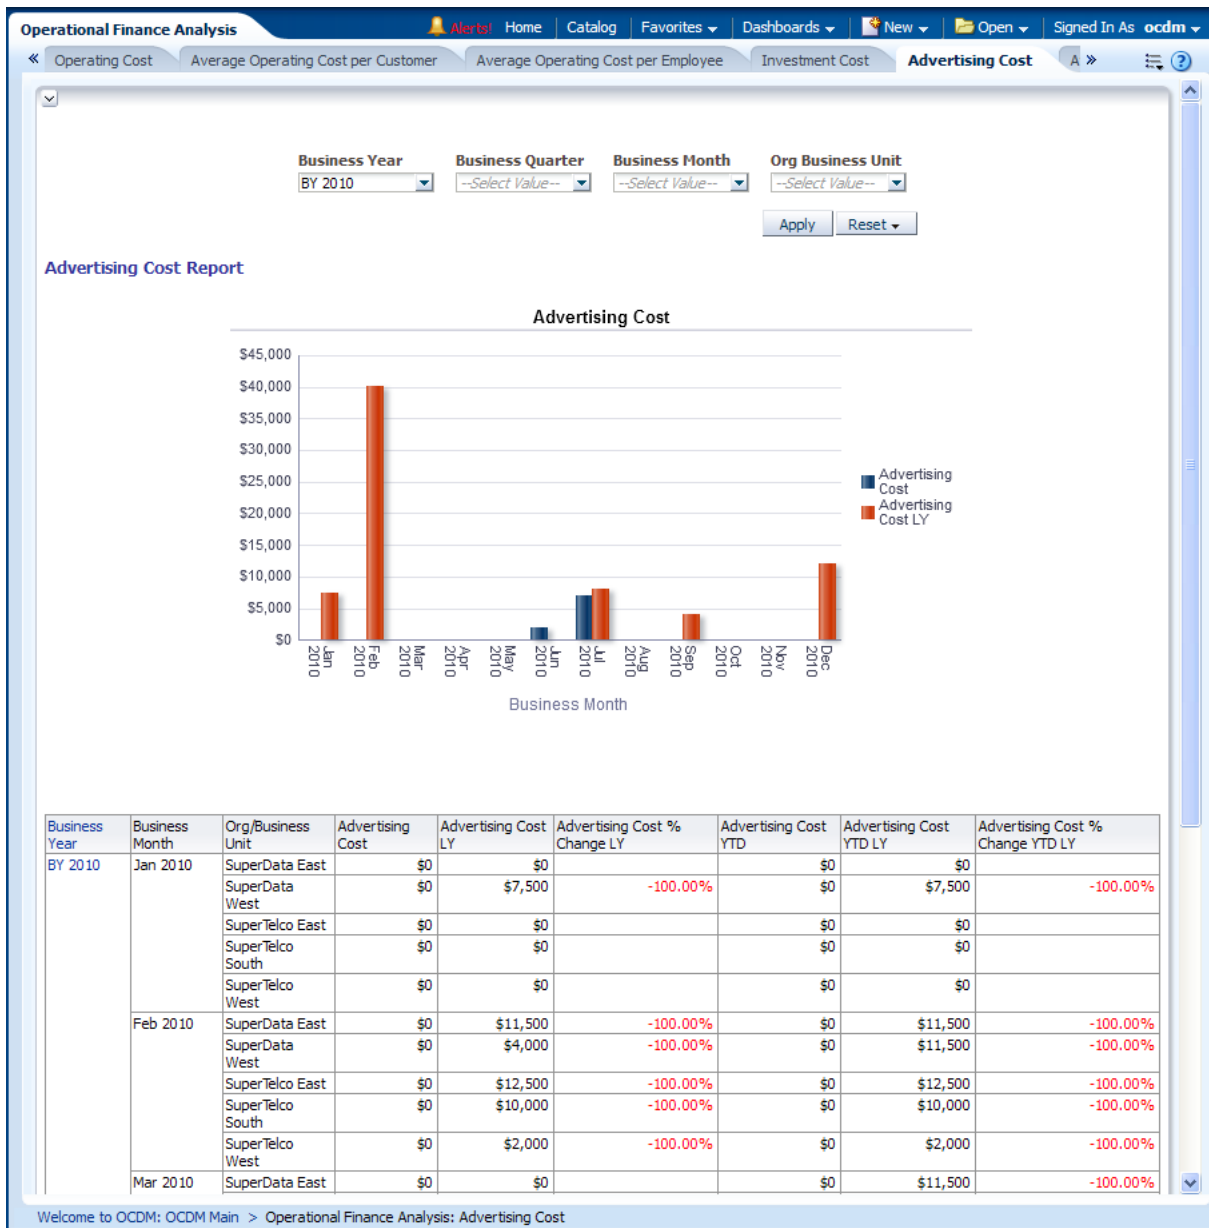 Operational Finance Analysis
Alerts! Home Catalog Favorites Dashboards New Open Signed In As ocdm
« Operating Cost Average Operating Cost per Customer Average Operating Cost per Employee Investment Cost Advertising Cost A »
Business Year Business Quarter Business Month Org Business Unit
BY 2010 --Select Value-- --Select Value-- --Select Value--
Apply Reset
Advertising Cost Report
Advertising Cost
$45,000
$40,000
$35,000
$30,000
$25,000
$20,000
$15,000
$10,000
$5,000
$0
Advertising
Cost
Advertising
Cost LY
Jan 2010 Feb 2010 Mar 2010 Apr 2010 May 2010 Jun 2010 Jul 2010 Aug 2010 Sep 2010 Oct 2010 Nov 2010 Dec 2010
Business Month
Business Year Business Month Org/Business Unit Advertising Cost Advertising Cost LY Advertising Cost % Change LY Advertising Cost YTD Advertising Cost YTD LY Advertising Cost % Change YTD LY
BY 2010 Jan 2010 SuperData East $0 $0 $0 $0
SuperData West $0 $7,500 -100.00% $0 $7,500 -100.00%
SuperTelco East $0 $0 $0 $0
SuperTelco South $0 $0 $0 $0
SuperTelco West $0 $0 $0 $0
Feb 2010 SuperData East $0 $11,500 -100.00% $0 $11,500 -100.00%
SuperData West $0 $4,000 -100.00% $0 $11,500 -100.00%
SuperTelco East $0 $12,500 -100.00% $0 $12,500 -100.00%
SuperTelco South $0 $10,000 -100.00% $0 $10,000 -100.00%
SuperTelco West $0 $2,000 -100.00% $0 $2,000 -100.00%
Mar 2010 SuperData East $0 $0 $0 $11,500 -100.00%
Welcome to OCDM: OCDM Main > Operational Finance Analysis: Advertising Cost